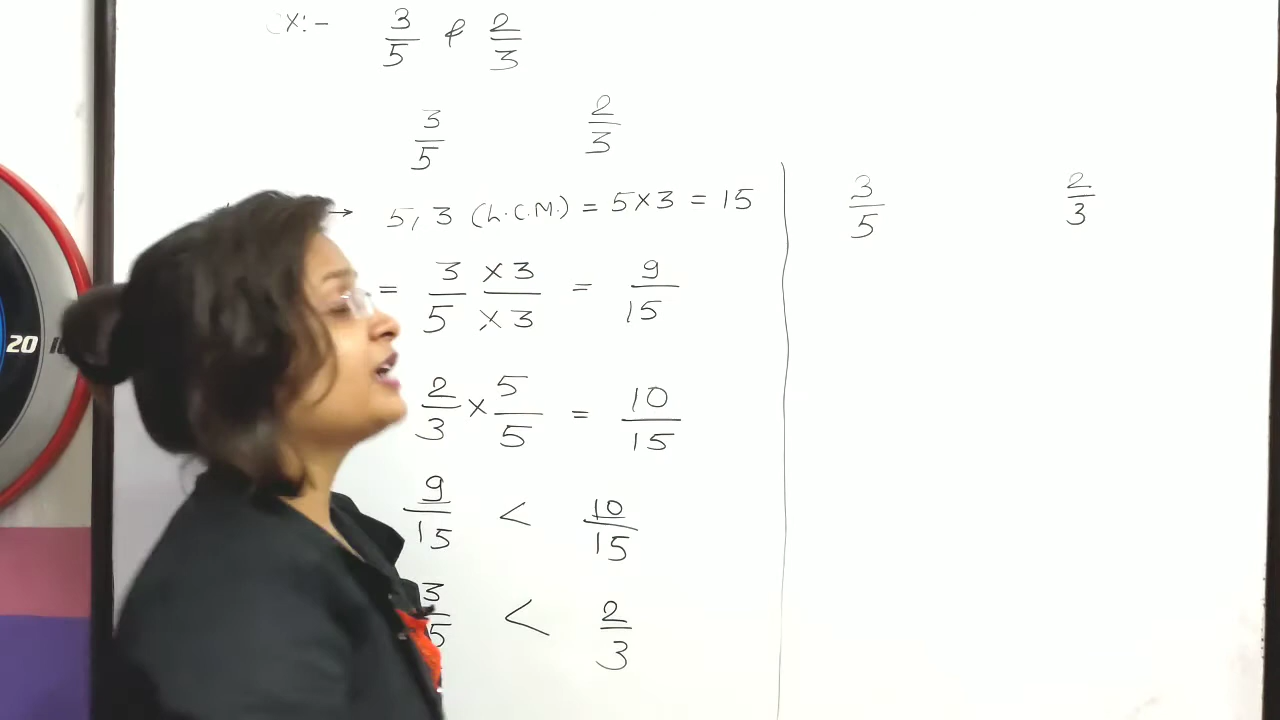 x:- 3/5 & 2/3
3/5 2/3
→ 5, 3 (L.C.M.) = 5×3 = 15
= 3/5 ×3/×3 = 9/15
2/3 × 5/5 = 10/15
9/15 < 10/15
3/5 < 2/3
3/5 2/3
20